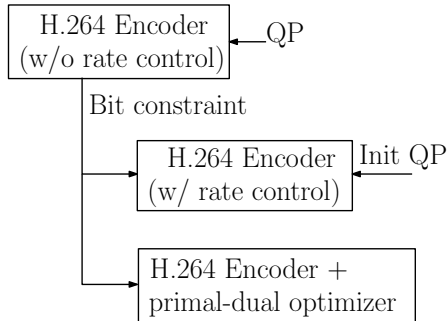 H.264 Encoder
(w/o rate control)
QP
Bit constraint
H.264 Encoder
(w/ rate control)
Init QP
H.264 Encoder +
primal-dual optimizer